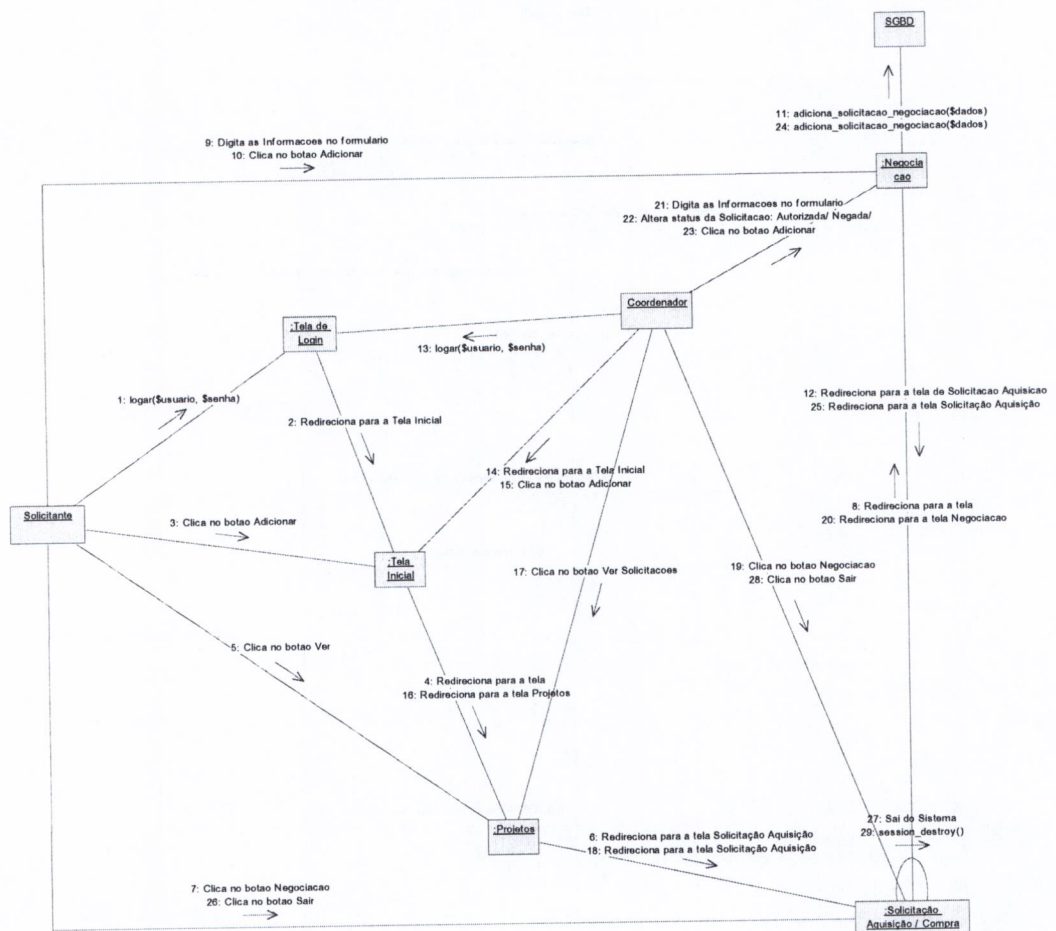 SGBD
11: adiciona_solicitacao_negociacao($dados)
24: adiciona_solicitacao_negociacao($dados)
9: Digita as Informacoes no formulario
10: Clica no botao Adicionar
:Negocia
cao
21: Digita as Informacoes no formulario
22: Altera status da Solicitacao: Autorizada/ Negada/
23: Clica no botao Adicionar
Coordenador
:Tela de
Login
13: logar($usuario, $senha)
1: logar($usuario, $senha)
2: Redireciona para a Tela Inicial
12: Redireciona para a tela de Solicitacao Aquisicao
25: Redireciona para a tela Solicitação Aquisição
14: Redireciona para a Tela Inicial
15: Clica no botao Adicionar
8: Redireciona para a tela
20: Redireciona para a tela Negociacao
Solicitante
3: Clica no botao Adicionar
:Tela
Inicial
17: Clica no botao Ver Solicitacoes
19: Clica no botao Negociacao
28: Clica no botao Sair
5: Clica no botao Ver
4: Redireciona para a tela
16: Redireciona para a tela Projetos
:Projetos
6: Redireciona para a tela Solicitação Aquisição
18: Redireciona para a tela Solicitação Aquisição
27: Sai do Sistema
29: session_destroy()
7: Clica no botao Negociacao
26: Clica no botao Sair
:Solicitação
Aquisição / Compra